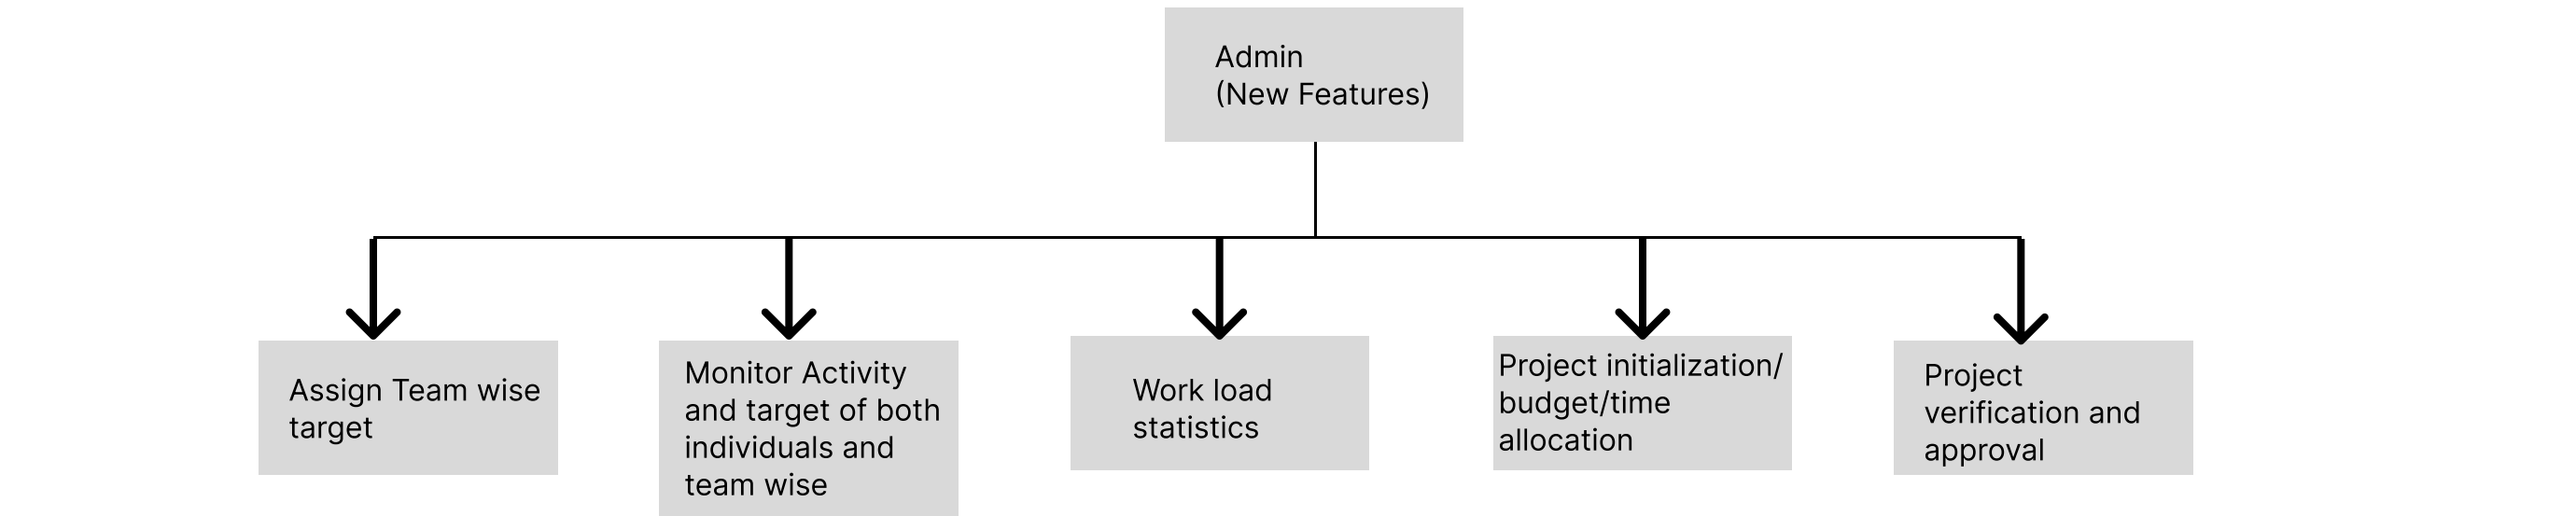 Admin
(New Features)
Assign Team wise
target
Monitor Activity
and target of both
individuals and
team wise
Work load
statistics
Project initialization/
budget/time
allocation
Project
verification and
approval